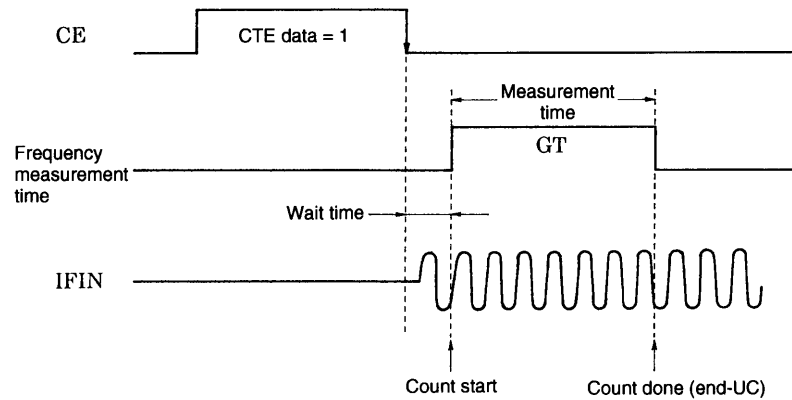 CE
CTE data = 1
Measurement
time
GT
Frequency
measurement
time
Wait time
IFIN
Count start
Count done (end-UC)